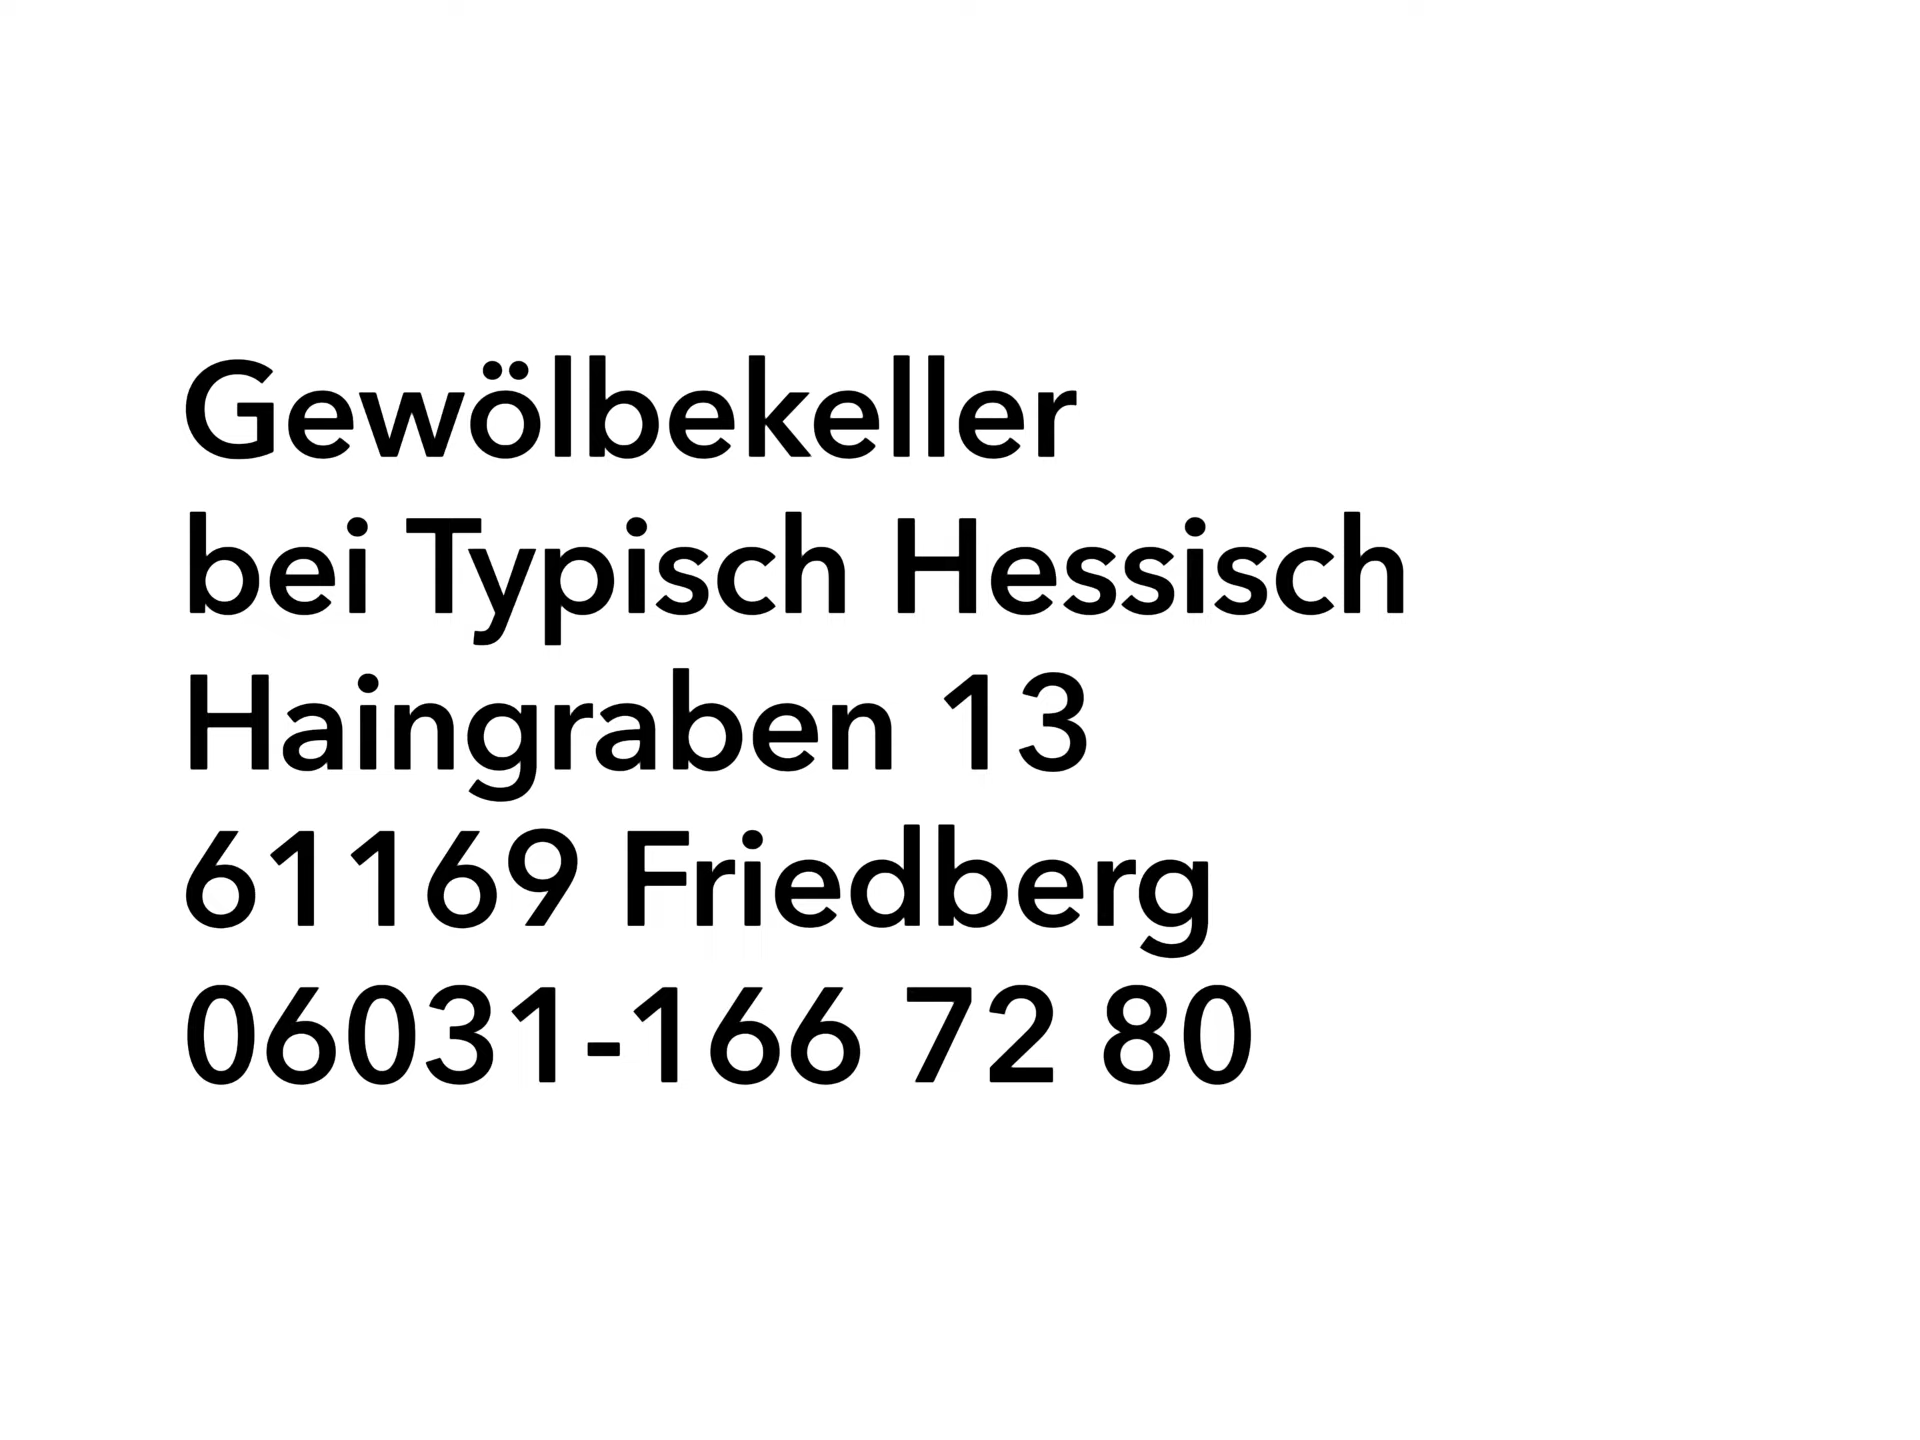 Gewölbekeller
bei Typisch Hessisch
Haingraben 13
61169 Friedberg
06031-166 72 80